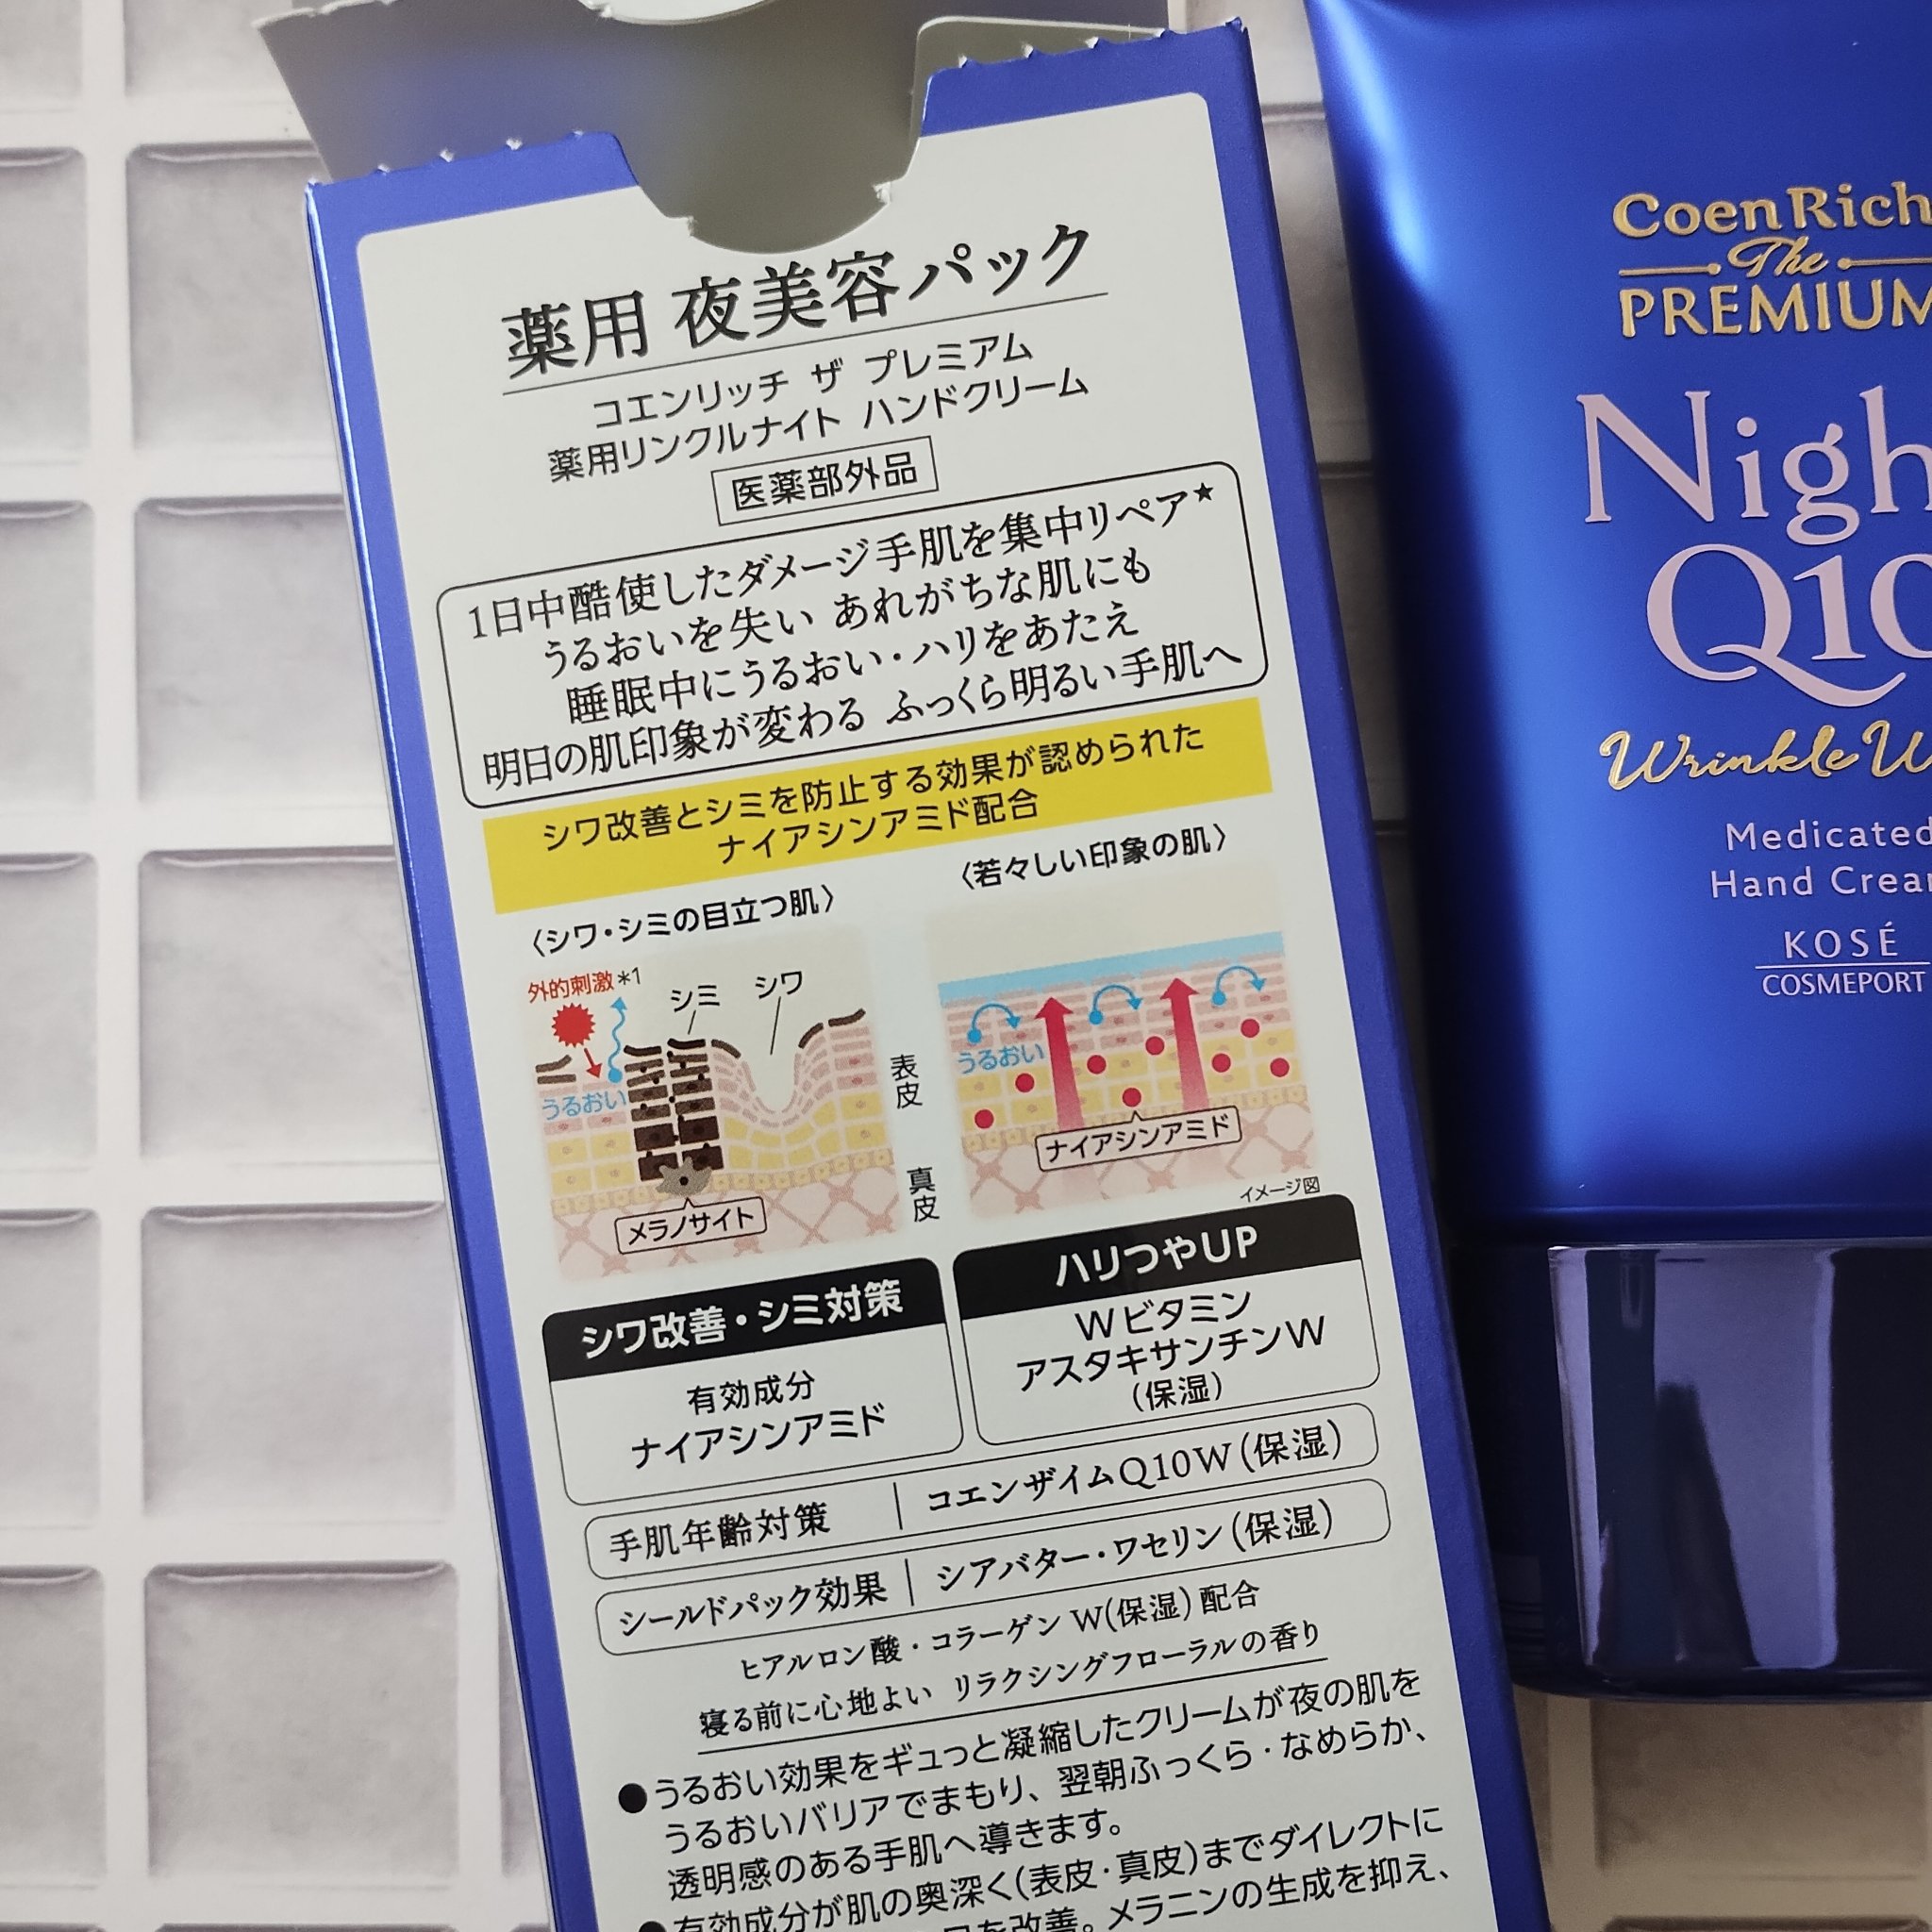 薬用 夜美容パック
コエンリッチ ザ プレミアム
薬用リンクルナイト ハンドクリーム
医薬部外品
1日中酷使したダメージ手肌を集中リペア★
うるおいを失い あれがちな肌にも
睡眠中にうるおい・ハリをあたえ
明日の肌印象が変わる ふっくら明るい手肌へ
シワ改善とシミを防止する効果が認められた
ナイアシンアミド配合
〈シワ・シミの目立つ肌〉
外的刺激*1
シミ
シワ
うるおい
メラノサイト
表皮
真皮
〈若々しい印象の肌〉
うるおい
ナイアシンアミド
イメージ図
シワ改善・シミ対策
有効成分
ナイアシンアミド
ハリつやUP
Wビタミン
アスタキサンチンW
(保湿)
手肌年齢対策 | コエンザイムQ10W(保湿)
シールドパック効果 | シアバター・ワセリン(保湿)
ヒアルロン酸・コラーゲン W(保湿)配合
寝る前に心地よい リラクシングフローラルの香り
●うるおい効果をギュっと凝縮したクリームが夜の肌を
うるおいバリアでまもり、翌朝ふっくら・なめらか、
透明感のある手肌へ導きます。
●有効成分が肌の奥深く(表皮・真皮)までダイレクトに
を改善。メラニンの生成を抑え、
CoenRich
The
PREMIUM
Nigh
Q10
Wrinkle W
Medicated
Hand Crea
KOSÉ
COSMEPORT